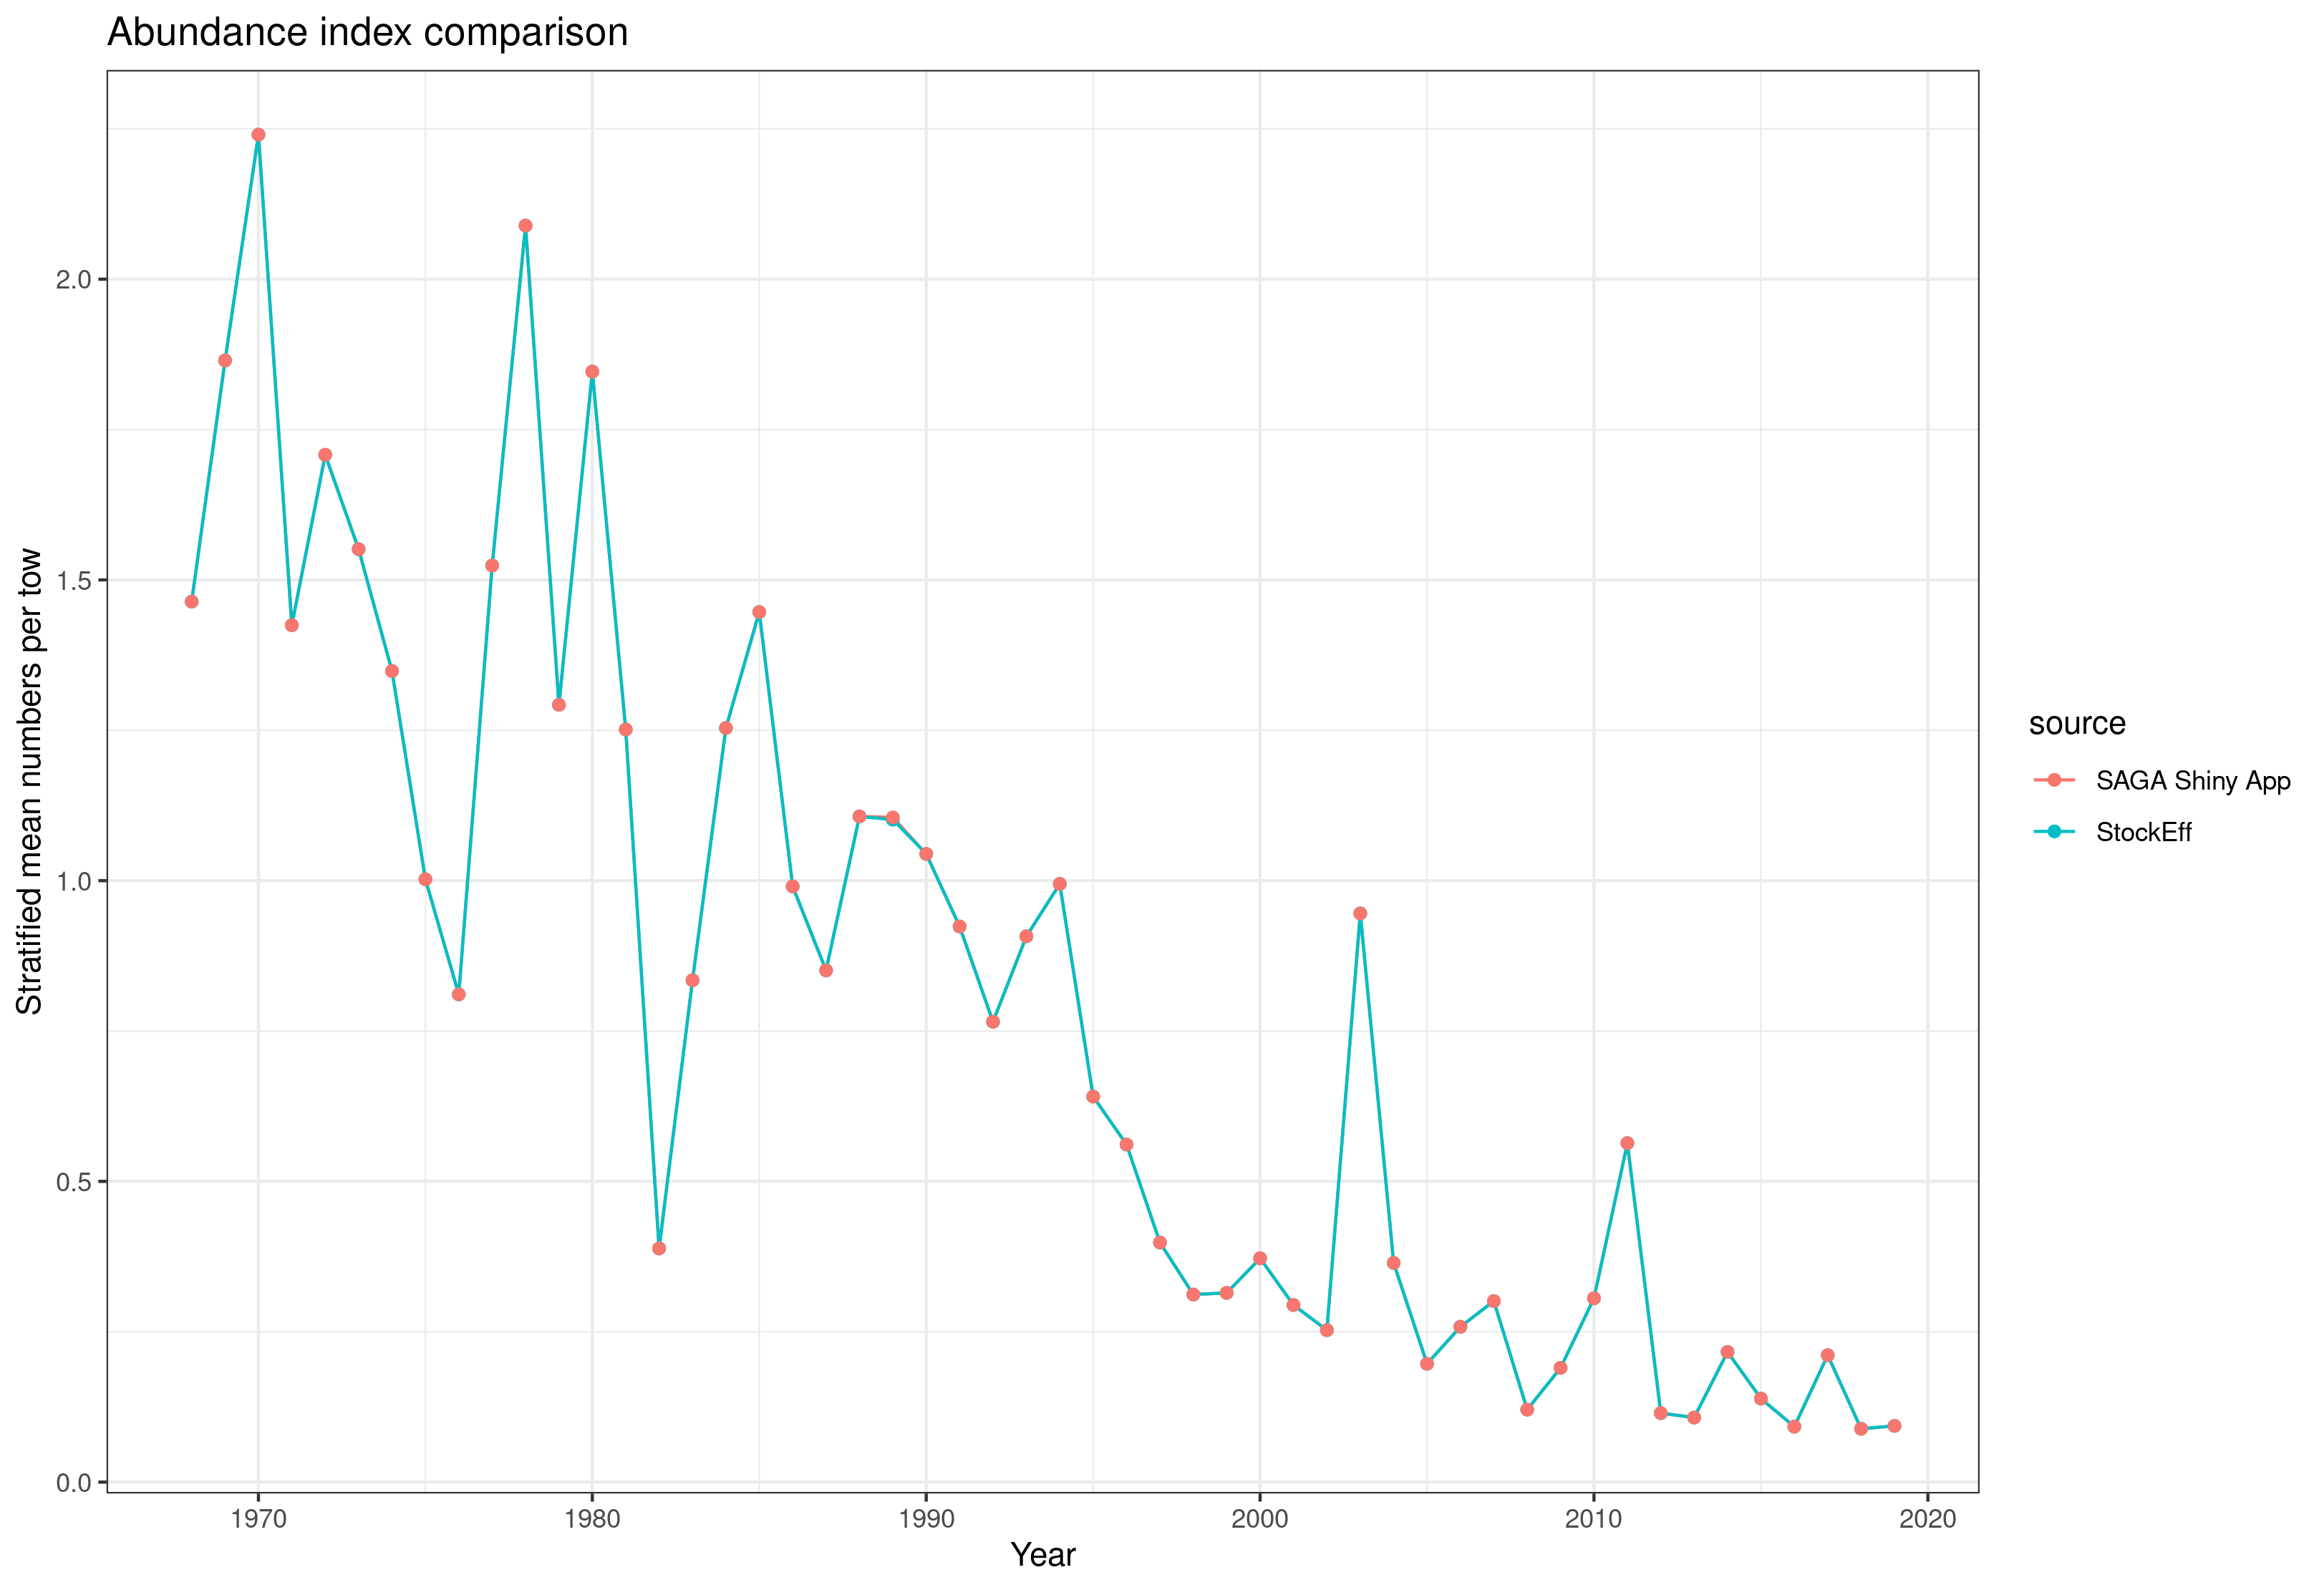 Abundance index comparison
Stratified mean numbers per tow
2.0
1.5
1.0
0.5
0.0
1970 1980 1990 2000 2010 2020
Year
source
SAGA Shiny App
StockEff